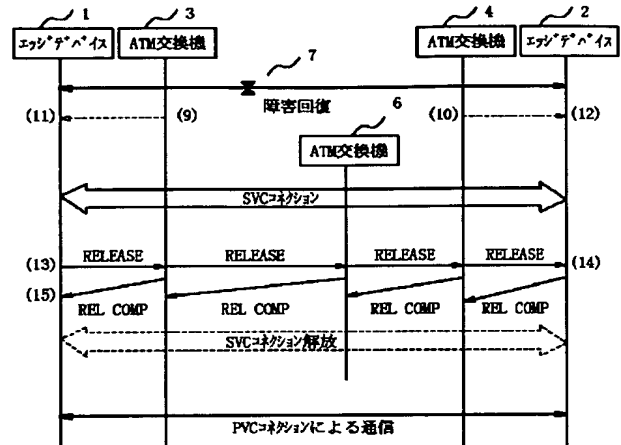 1 3 4 2
エッジデバイス ATM交換機 ATM交換機 エッジデバイス
7
障害回復
(11) (9) (10) (12)
6
ATM交換機
SVCコネクション
(13) RELEASE RELEASE RELEASE RELEASE (14)
(15) REL COMP REL COMP REL COMP REL COMP
SVCコネクション解放
PVCコネクションによる通信